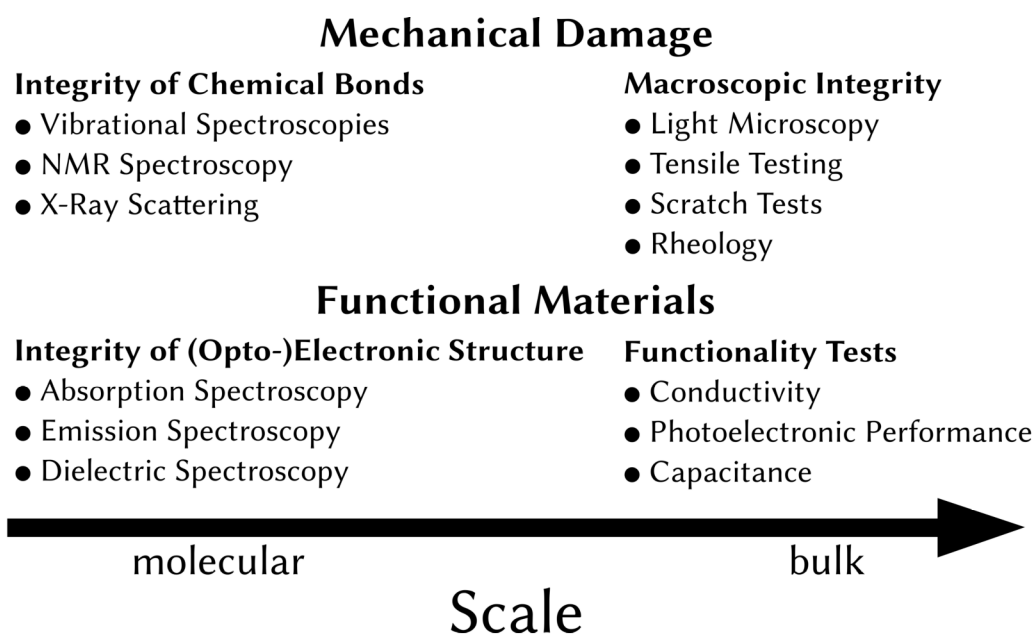 Mechanical Damage
Integrity of Chemical Bonds
● Vibrational Spectroscopies
● NMR Spectroscopy
● X-Ray Scattering
Macroscopic Integrity
● Light Microscopy
● Tensile Testing
● Scratch Tests
● Rheology
Functional Materials
Integrity of (Opto-)Electronic Structure
● Absorption Spectroscopy
● Emission Spectroscopy
● Dielectric Spectroscopy
Functionality Tests
● Conductivity
● Photoelectronic Performance
● Capacitance
molecular
bulk
Scale